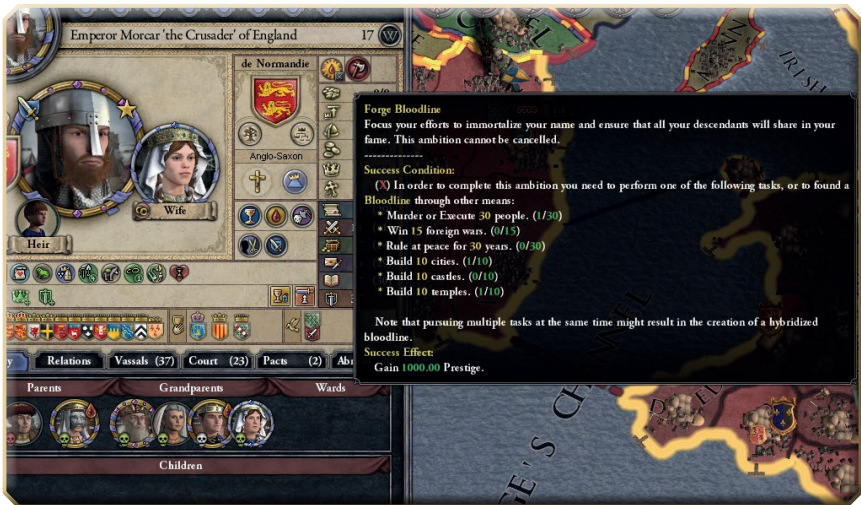 Emperor Morcar 'the Crusader' of England
17
W
de Normandie
Anglo-Saxon
Wife
Heir
Relations
Vassals (37)
Court (23)
Pacts (2)
Parents
Grandparents
Wards
Children
Forge Bloodline
Focus your efforts to immortalize your name and ensure that all your descendants will share in your
fame. This ambition cannot be cancelled.
--------------
Success Condition:
(X) In order to complete this ambition you need to perform one of the following tasks, or to found a
Bloodline through other means:
* Murder or Execute 30 people. (1/30)
* Win 15 foreign wars. (0/15)
* Rule at peace for 30 years. (0/30)
* Build 10 cities. (1/10)
* Build 10 castles. (0/10)
* Build 10 temples. (1/10)
Note that pursuing multiple tasks at the same time might result in the creation of a hybridized
bloodline.
Success Effect:
Gain 1000.00 Prestige.
IRISH